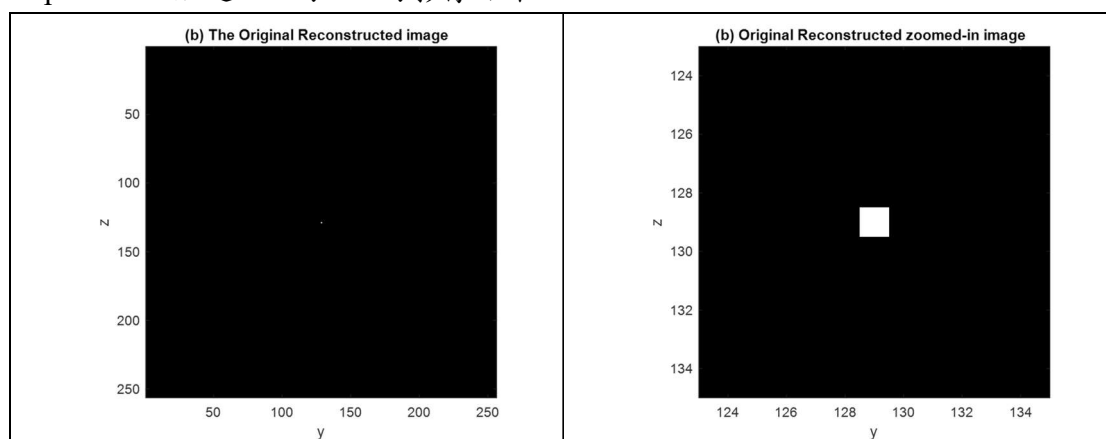 (b) The Original Reconstructed image
50
100
z
150
200
250
50 100 150 200 250
y
(b) Original Reconstructed zoomed-in image
124
126
128
z
130
132
134
124 126 128 130 132 134
y